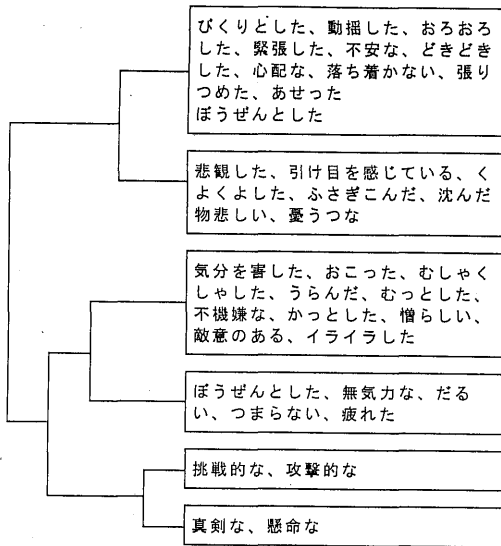 びくりとした、動揺した、おろおろ
した、緊張した、不安な、どきどき
した、心配な、落ち着かない、張り
つめた、あせった
ぼうぜんとした
悲観した、引け目を感じている、く
よくよした、ふさぎこんだ、沈んだ
物悲しい、憂うつな
気分を害した、おこった、むしゃく
しゃした、うらんだ、むっとした、
不機嫌な、かっとした、憎らしい、
敵意のある、イライラした
ぼうぜんとした、無気力な、だる
い、つまらない、疲れた
挑戦的な、攻撃的な
真剣な、懸命な